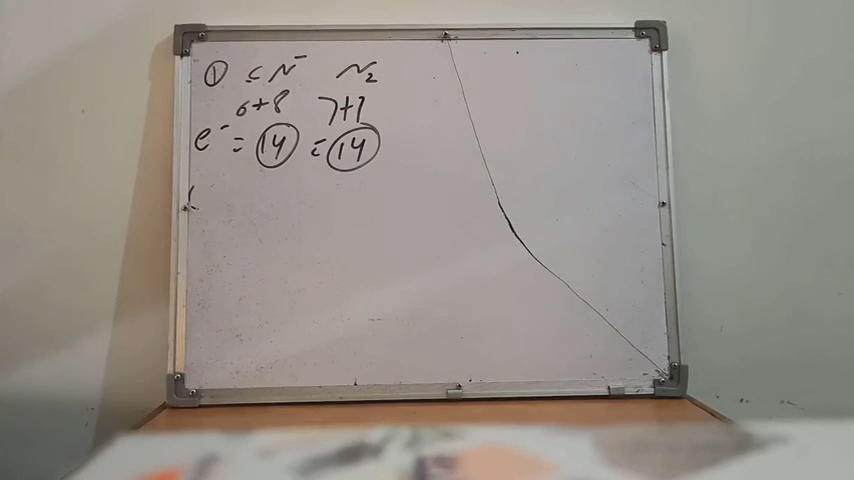 ① CN⁻ N₂
6+8 7+7
e⁻ = 14 = 14
(